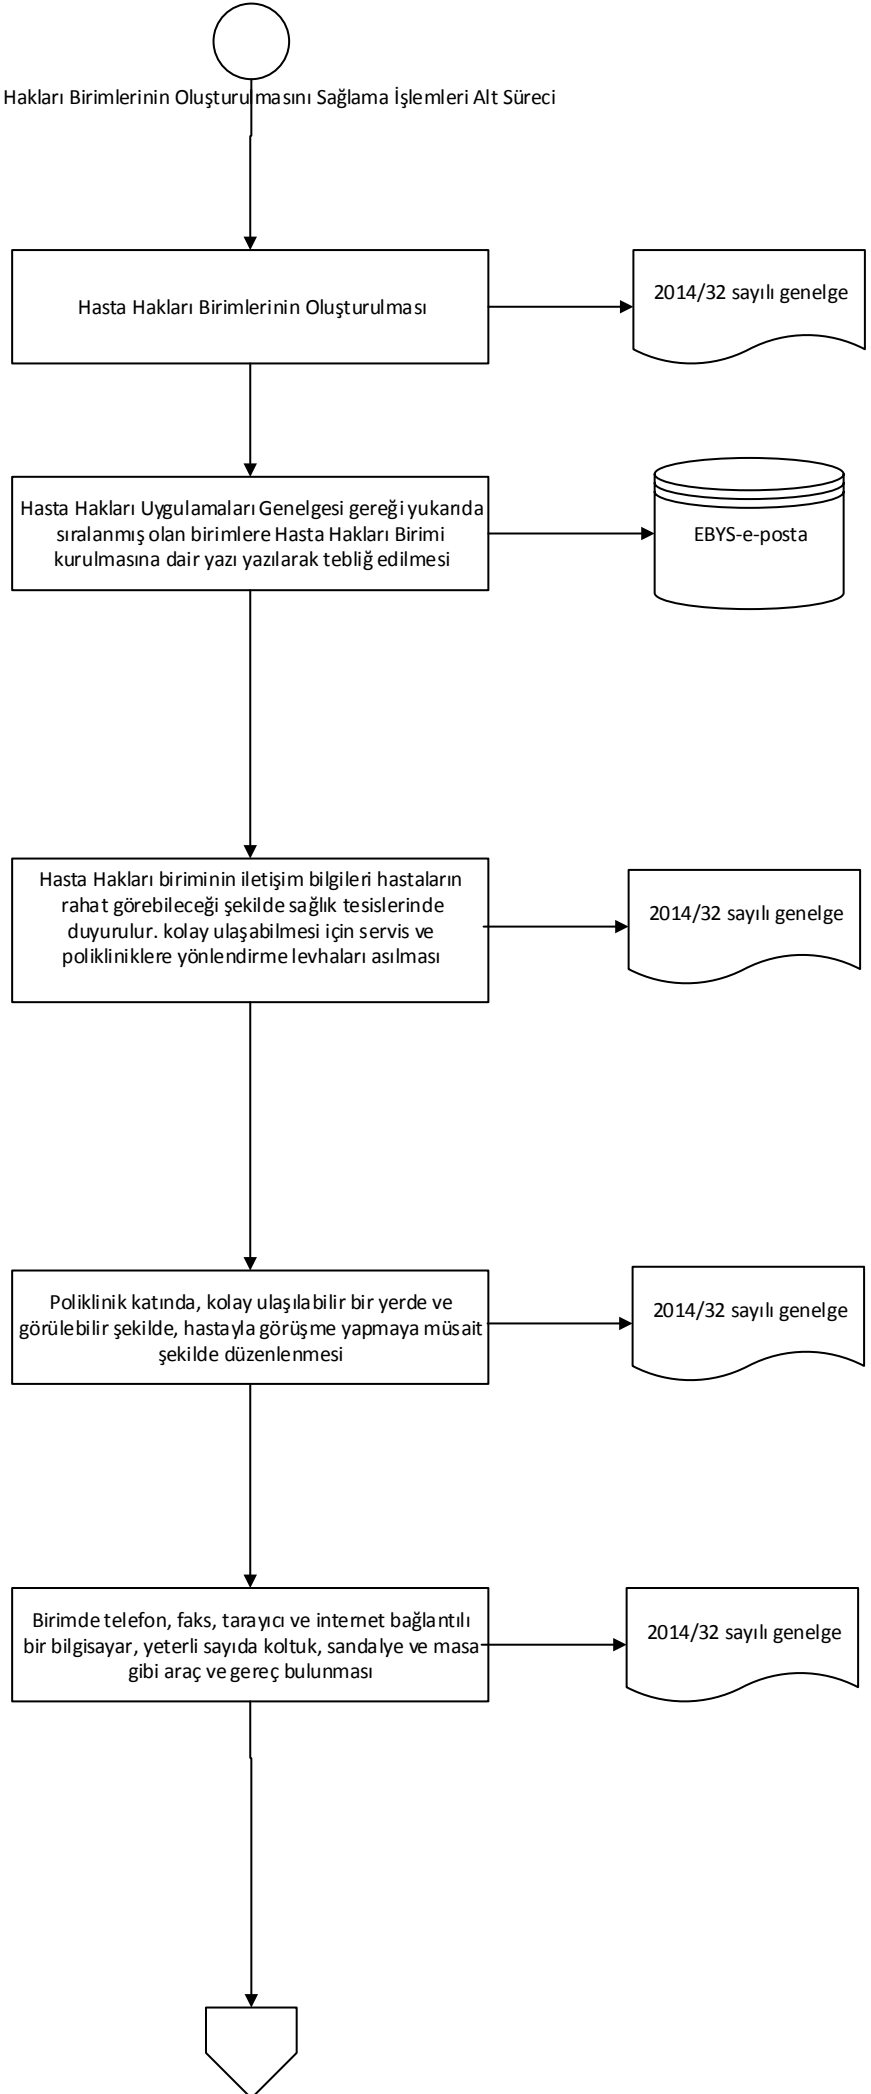 Hakları Birimlerinin Oluşturulmasını Sağlama İşlemleri Alt Süreci
Hasta Hakları Birimlerinin Oluşturulması
2014/32 sayılı genelge
Hasta Hakları Uygulamaları Genelgesi gereği yukarıda
sıralanmış olan birimlere Hasta Hakları Birimi
kurulmasına dair yazı yazılarak tebliğ edilmesi
EBYS-e-posta
Hasta Hakları biriminin iletişim bilgileri hastaların
rahat görebileceği şekilde sağlık tesislerinde
duyurulur. kolay ulaşabilmesi için servis ve
polikliniklere yönlendirme levhaları asılması
2014/32 sayılı genelge
Poliklinik katında, kolay ulaşılabilir bir yerde ve
görülebilir şekilde, hastayla görüşme yapmaya müsait
şekilde düzenlenmesi
2014/32 sayılı genelge
Birimde telefon, faks, tarayıcı ve internet bağlantılı
bir bilgisayar, yeterli sayıda koltuk, sandalye ve masa
gibi araç ve gereç bulunması
2014/32 sayılı genelge